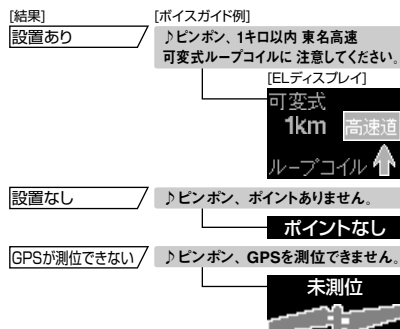 [結果] [ボイスガイド例]
設置あり ♪ピンポン、1キロ以内 東名高速
可変式ループコイルに 注意してください。
[ELディスプレイ]
可変式
1km 高速道
ループコイル
設置なし ♪ピンポン、ポイントありません。
ポイントなし
GPSが測位できない ♪ピンポン、GPSを測位できません。
未測位